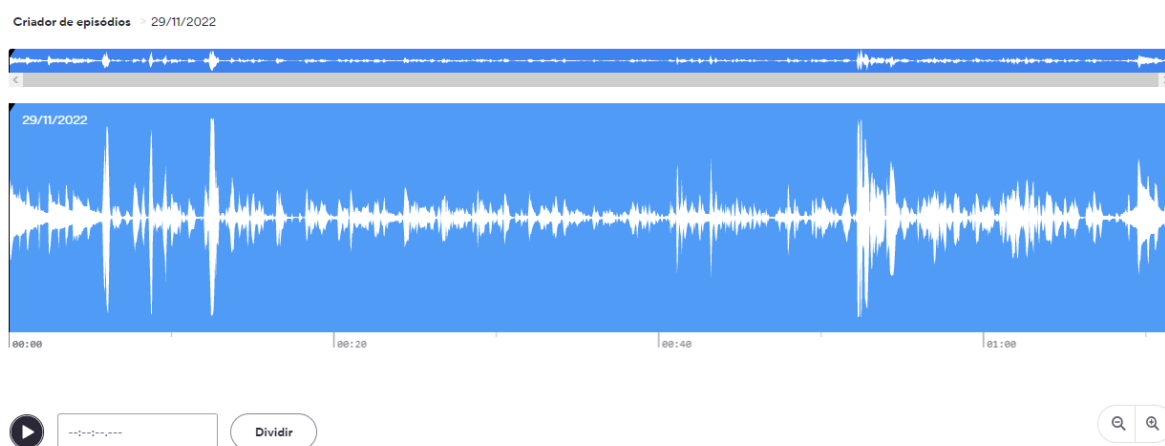 Criador de episódios > 29/11/2022
29/11/2022
00:00 00:20 00:40 01:00
--:--:--.--- Dividir